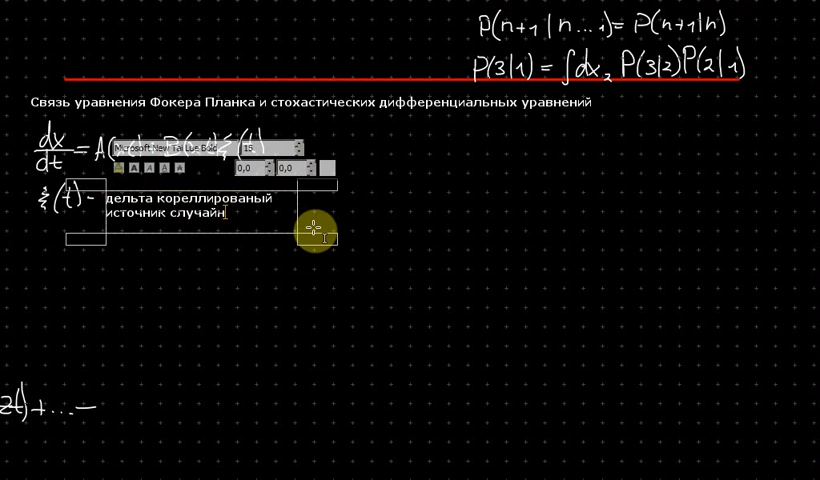 P(n+1 | n ... 1) = P(n+1 | n)
P(3|1) = ∫dx₂ P(3|2)P(2|1)
Связь уравнения Фокера Планка и стохастических дифференциальных уравнений
dx/dt = A(x) B(x) ξ(t)
Microsoft New Tai Lue Bold 15
A A A A 0,0 0,0
ξ(t) - дельта кореллированый
источник случайн
2t) + ... -